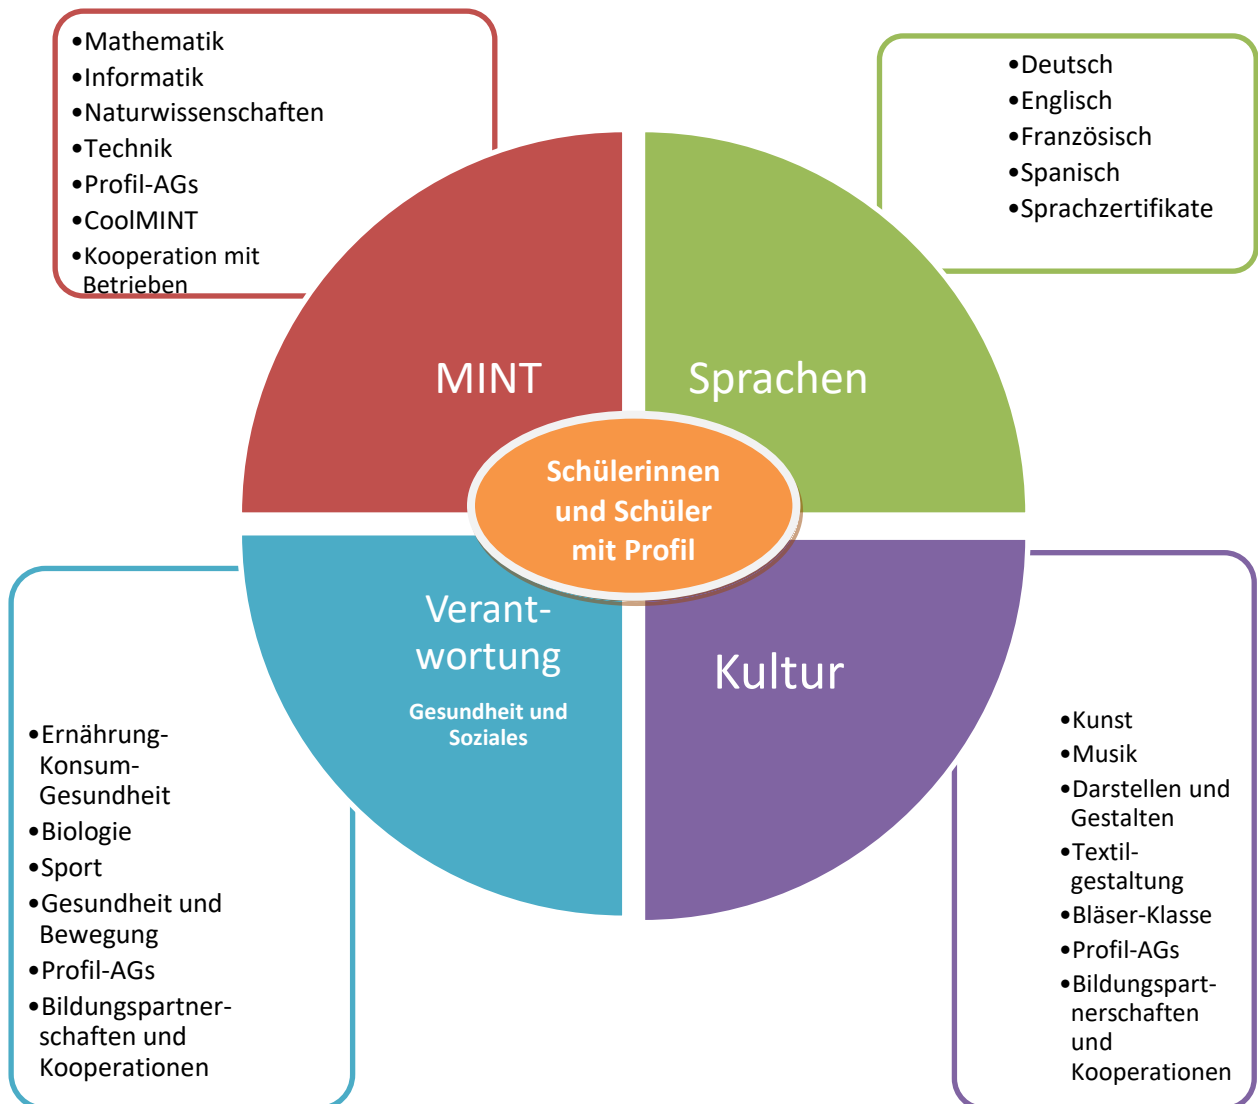 •Mathematik
•Informatik
•Naturwissenschaften
•Technik
•Profil-AGs
•CoolMINT
•Kooperation mit
Betrieben
•Deutsch
•Englisch
•Französisch
•Spanisch
•Sprachzertifikate
MINT
Sprachen
Schülerinnen
und Schüler
mit Profil
Verant-
wortung
Gesundheit und
Soziales
Kultur
•Ernährung-
Konsum-
Gesundheit
•Biologie
•Sport
•Gesundheit und
Bewegung
•Profil-AGs
•Bildungspartner-
schaften und
Kooperationen
•Kunst
•Musik
•Darstellen und
Gestalten
•Textil-
gestaltung
•Bläser-Klasse
•Profil-AGs
•Bildungspart-
nerschaften
und
Kooperationen